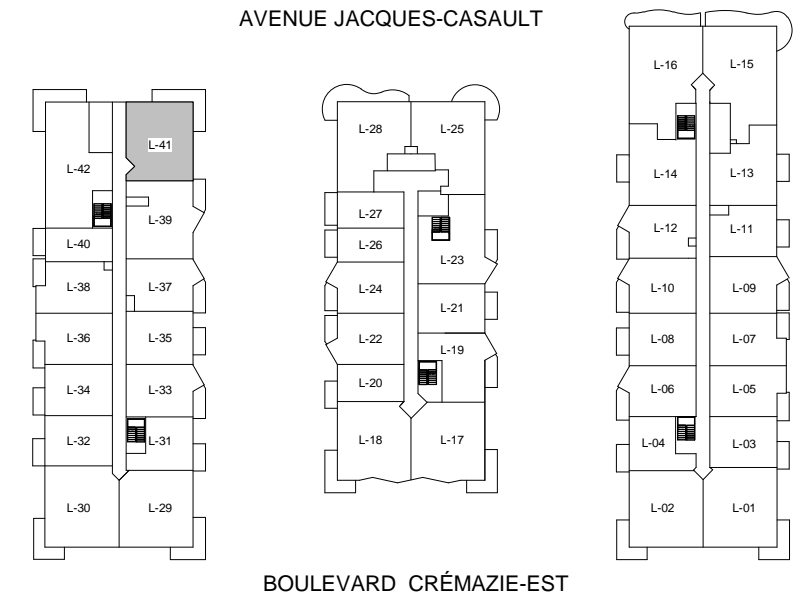 AVENUE JACQUES-CASAULT
L-42
L-41
L-39
L-40
L-38
L-37
L-36
L-35
L-34
L-33
L-32
L-31
L-30
L-29
L-28
L-25
L-27
L-26
L-23
L-24
L-21
L-22
L-19
L-20
L-18
L-17
L-16
L-15
L-14
L-13
L-12
L-11
L-10
L-09
L-08
L-07
L-06
L-05
L-04
L-03
L-02
L-01
BOULEVARD CRÉMAZIE-EST